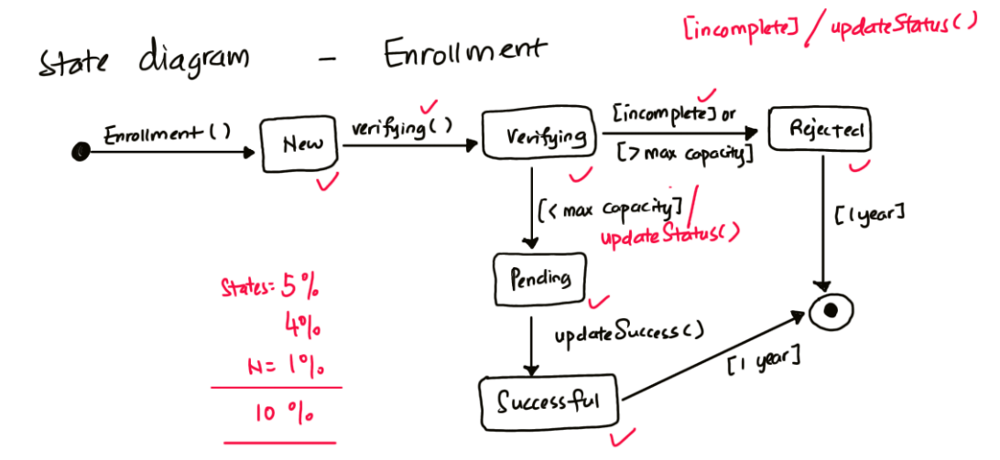 [incomplete] / updateStatus()
State diagram - Enrollment
Enrollment()
New
verifying()
Verifying
[incomplete] or
[> max capacity]
Rejected
[< max capacity] /
updateStatus()
[1 year]
Pending
updateSuccess()
Successful
[1 year]
States: 5%
4%
N= 1%
10 %